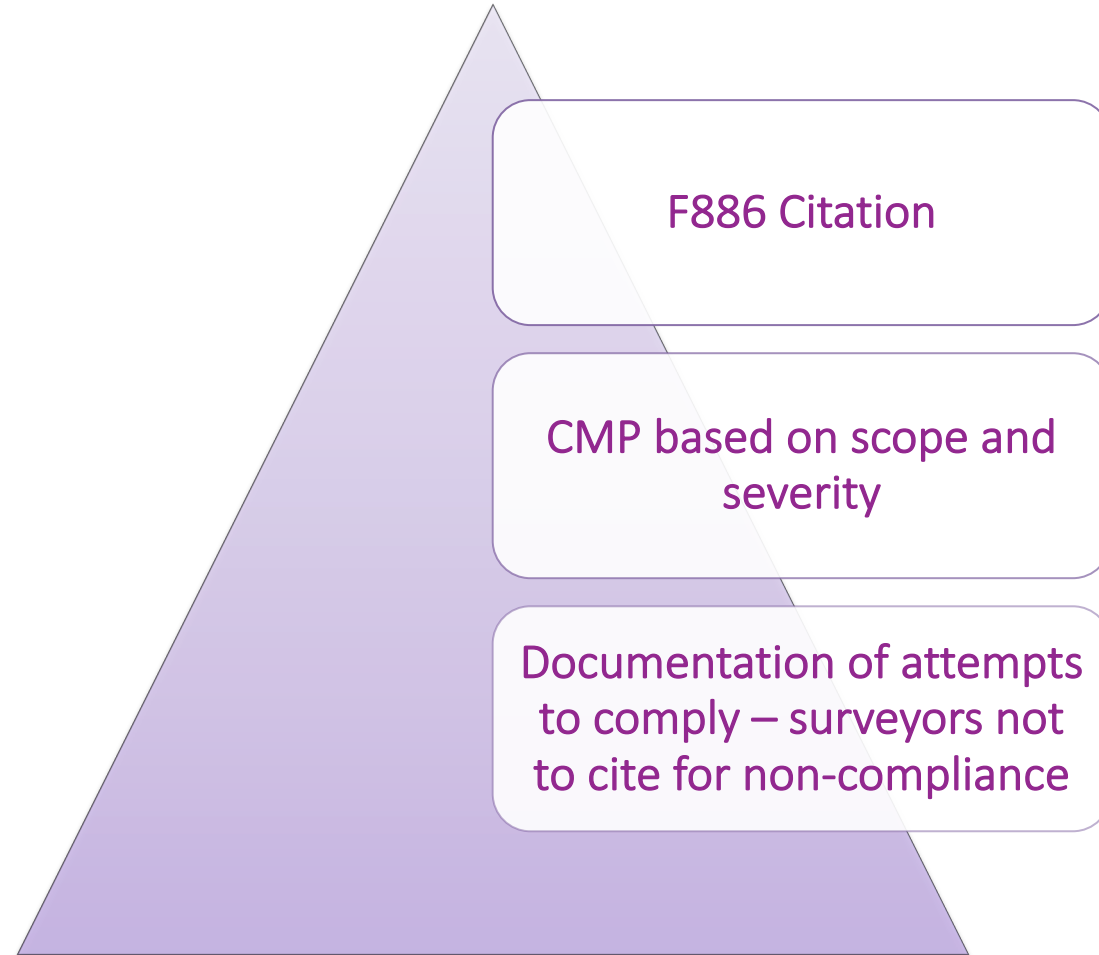 F886 Citation
CMP based on scope and
severity
Documentation of attempts
to comply – surveyors not
to cite for non-compliance